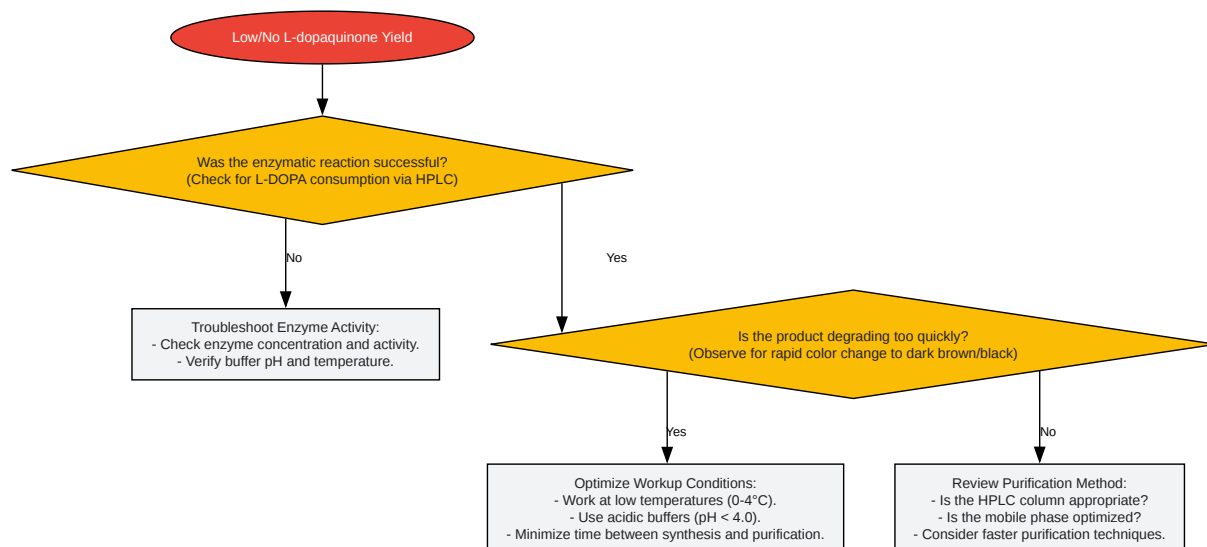 Low/No L-dopaquinone Yield
Was the enzymatic reaction successful?
(Check for L-DOPA consumption via HPLC)
No
Yes
Troubleshoot Enzyme Activity:
- Check enzyme concentration and activity.
- Verify buffer pH and temperature.
Is the product degrading too quickly?
(Observe for rapid color change to dark brown/black)
Yes
No
Optimize Workup Conditions:
- Work at low temperatures (0-4°C).
- Use acidic buffers (pH < 4.0).
- Minimize time between synthesis and purification.
Review Purification Method:
- Is the HPLC column appropriate?
- Is the mobile phase optimized?
- Consider faster purification techniques.